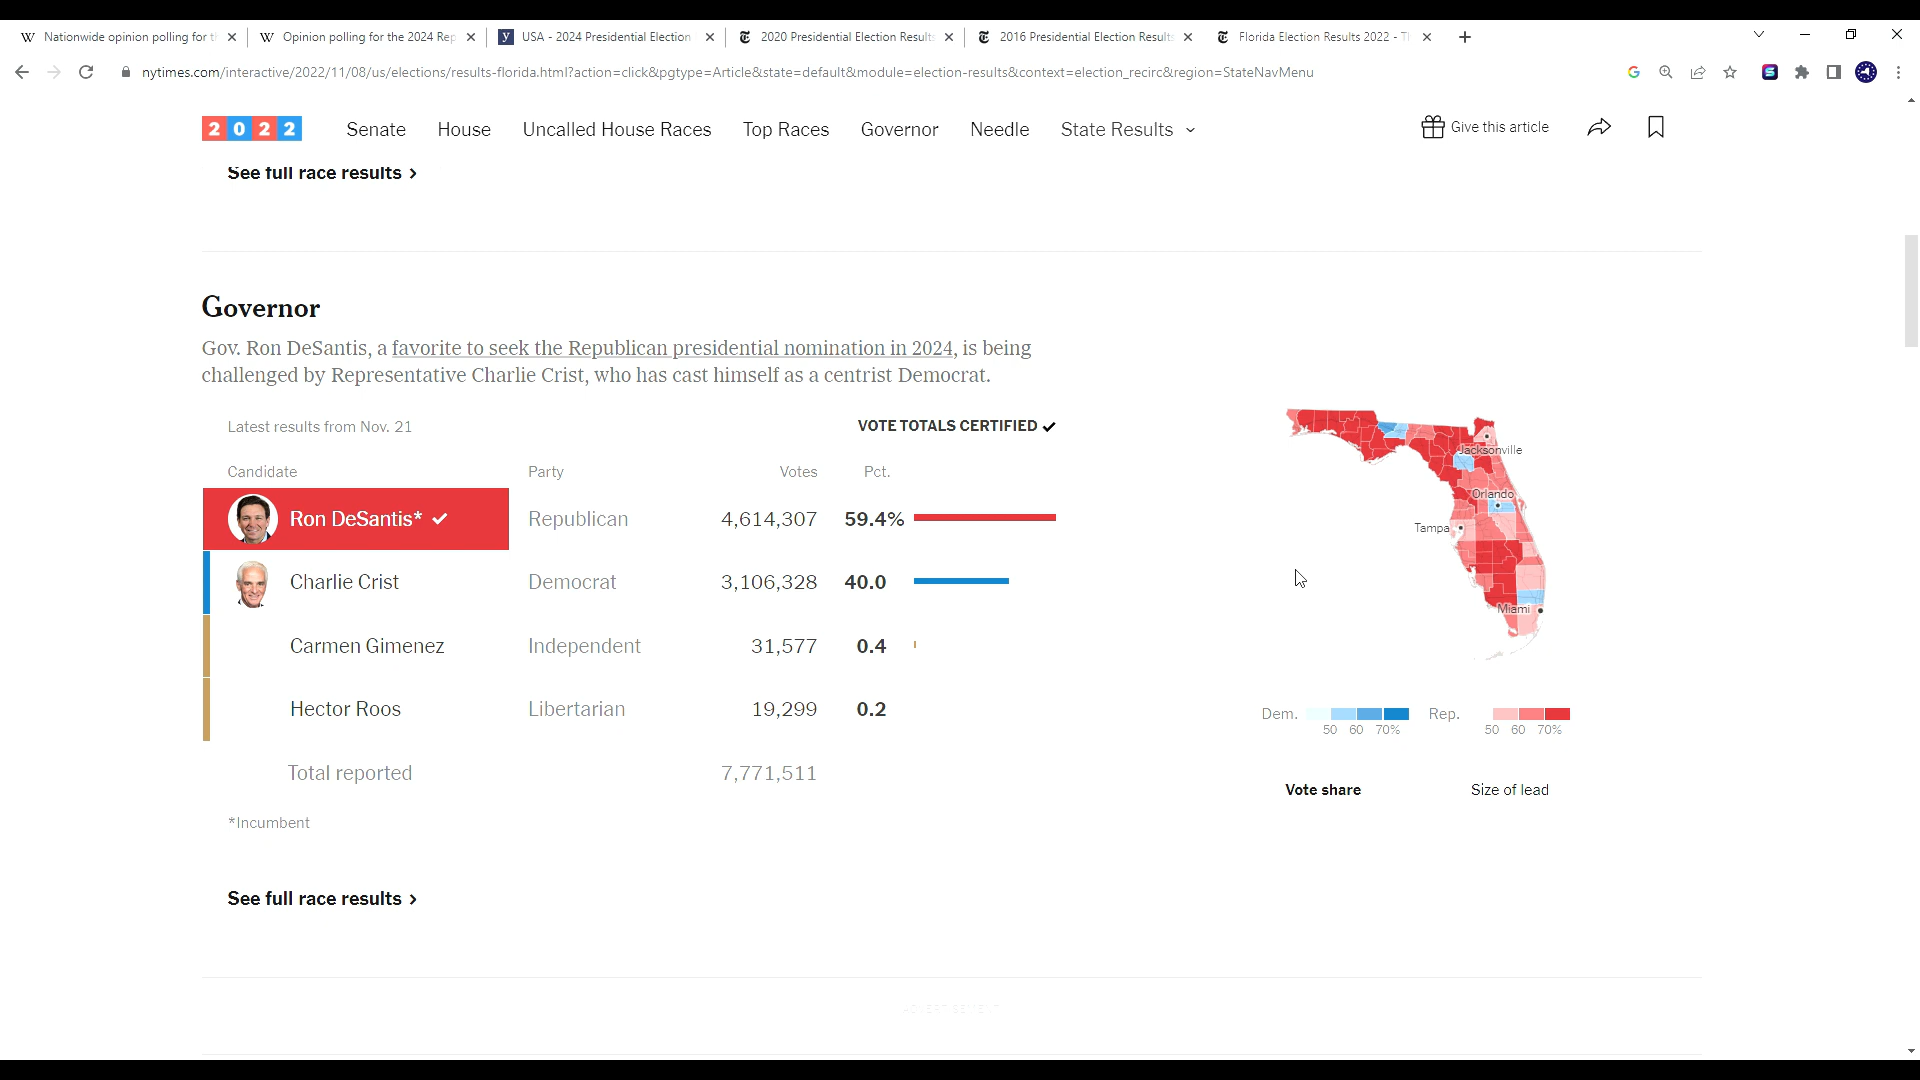 Nationwide opinion polling for t
Opinion polling for the 2024 Rep
USA - 2024 Presidential Election
2020 Presidential Election Results
2016 Presidential Election Results
Florida Election Results 2022 - T
nytimes.com/interactive/2022/11/08/us/elections/results-florida.html?action=click&pgtype=Article&state=default&module=election-results&context=election_recirc&region=StateNavMenu
2022
Senate
House
Uncalled House Races
Top Races
Governor
Needle
State Results
Give this article
See full race results >
Governor
Gov. Ron DeSantis, a favorite to seek the Republican presidential nomination in 2024, is being
challenged by Representative Charlie Crist, who has cast himself as a centrist Democrat.
Latest results from Nov. 21
VOTE TOTALS CERTIFIED ✓
Candidate Party Votes Pct.
Ron DeSantis* ✓ Republican 4,614,307 59.4%
Charlie Crist Democrat 3,106,328 40.0
Carmen Gimenez Independent 31,577 0.4
Hector Roos Libertarian 19,299 0.2
Total reported 7,771,511
*Incumbent
See full race results >
Jacksonville
Orlando
Tampa
Miami
Dem. Rep.
50 60 70% 50 60 70%
Vote share Size of lead
ADVERTISEMENT